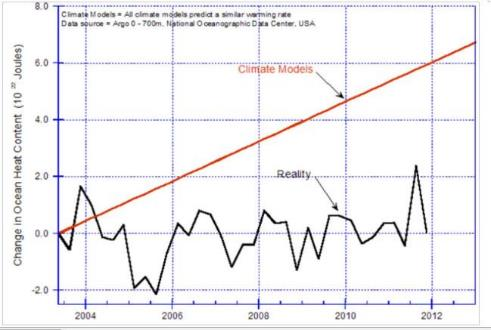 Climate Models = All climate models predict a similar warming rate
Data source = Argo 0 - 700m, National Oceanographic Data Center, USA
8.0
6.0
4.0
2.0
0.0
-2.0
Change in Ocean Heat Content (10²² Joules)
Climate Models
Reality
2004
2006
2008
2010
2012